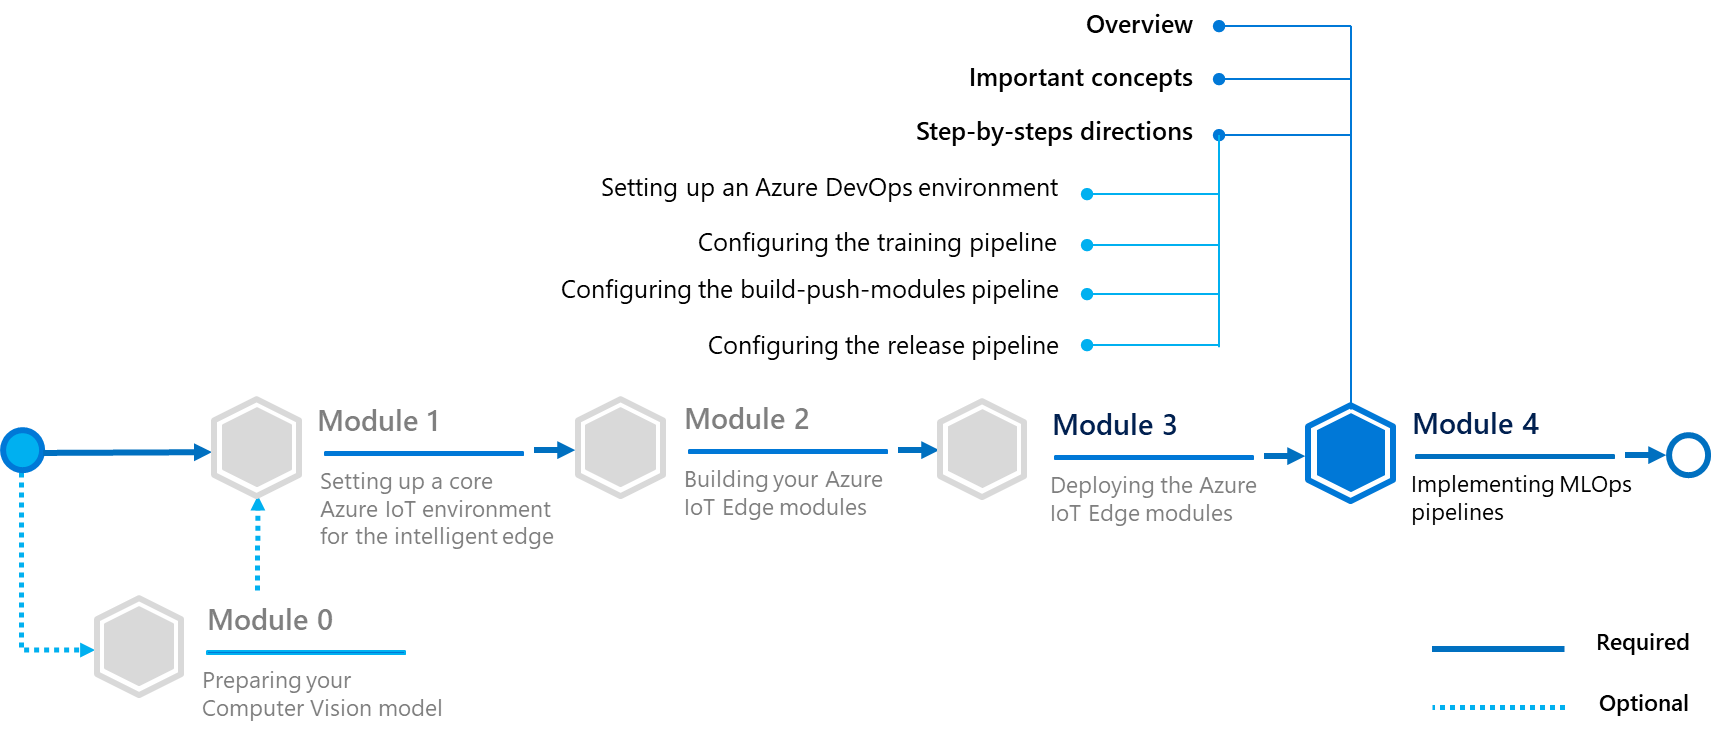 Overview
Important concepts
Step-by-steps directions
Setting up an Azure DevOps environment
Configuring the training pipeline
Configuring the build-push-modules pipeline
Configuring the release pipeline
Module 1
Setting up a core
Azure IoT environment
for the intelligent edge
Module 2
Building your Azure
IoT Edge modules
Module 3
Deploying the Azure
IoT Edge modules
Module 4
Implementing MLOps
pipelines
Module 0
Preparing your
Computer Vision model
Required
Optional